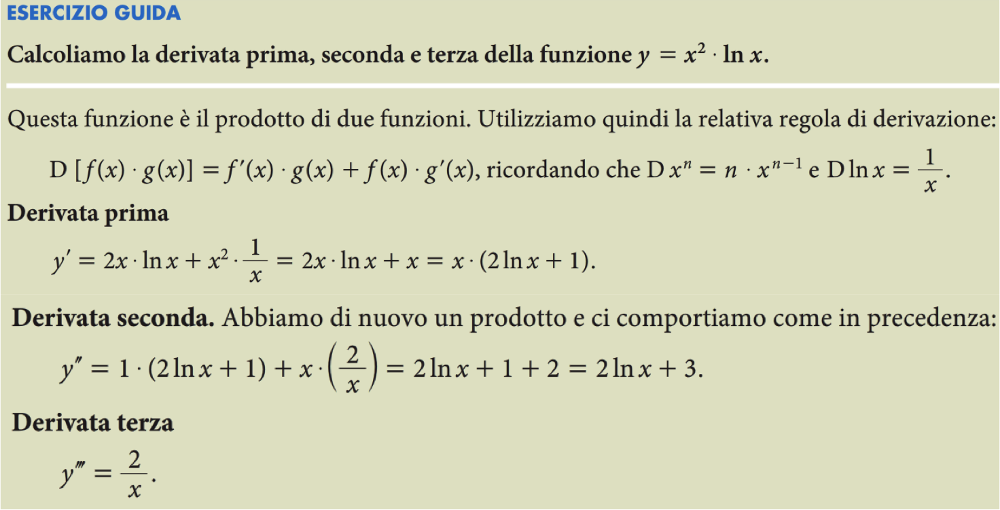 ESERCIZIO GUIDA
Calcoliamo la derivata prima, seconda e terza della funzione y = x² · ln x.
Questa funzione è il prodotto di due funzioni. Utilizziamo quindi la relativa regola di derivazione:
D [f(x) · g(x)] = f′(x) · g(x) + f(x) · g′(x), ricordando che D xⁿ = n · xⁿ⁻¹ e D ln x = 1/x.
Derivata prima
y′ = 2x · ln x + x² · 1/x = 2x · ln x + x = x · (2 ln x + 1).
Derivata seconda. Abbiamo di nuovo un prodotto e ci comportiamo come in precedenza:
y″ = 1 · (2 ln x + 1) + x · (2/x) = 2 ln x + 1 + 2 = 2 ln x + 3.
Derivata terza
y‴ = 2/x.